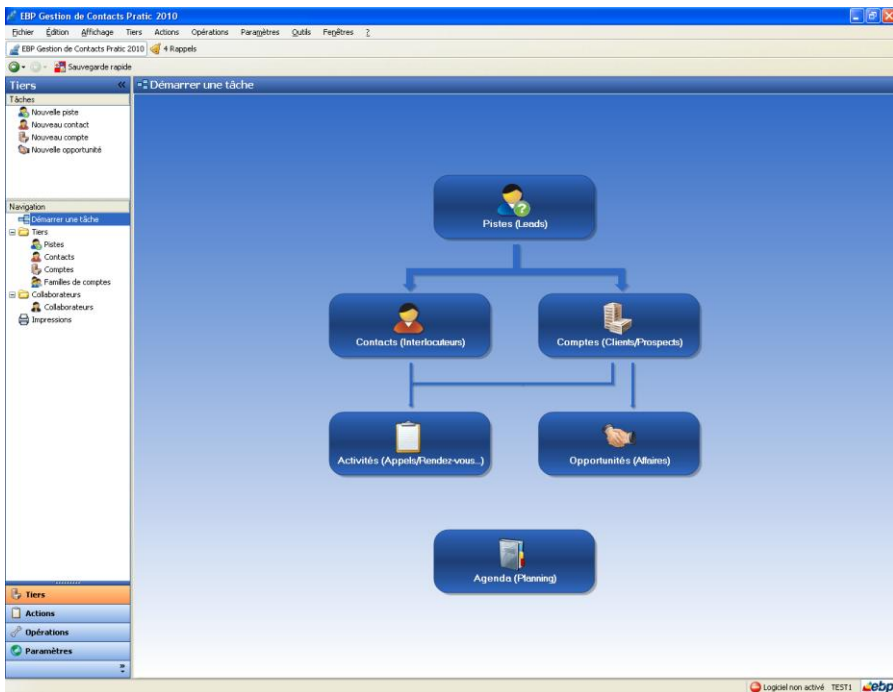 EBP Gestion de Contacts Pratic 2010
Fichier Édition Affichage Tiers Actions Opérations Paramètres Outils Fenêtres ?
EBP Gestion de Contacts Pratic 2010 4 Rappels
Sauvegarde rapide
Tiers «
Démarrer une tâche
Tâches
Nouvelle piste
Nouveau contact
Nouveau compte
Nouvelle opportunité
Navigation
Démarrer une tâche
Tiers
Pistes
Contacts
Comptes
Familles de comptes
Collaborateurs
Collaborateurs
Impressions
Pistes (Leads)
Contacts (Interlocuteurs)
Comptes (Clients/Prospects)
Activités (Appels/Rendez-vous...)
Opportunités (Affaires)
Agenda (Planning)
Tiers
Actions
Opérations
Paramètres
»
Logiciel non activé TEST1 ebp